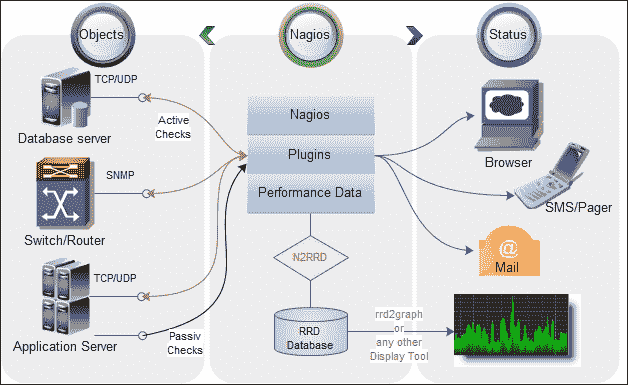 Objects
Nagios
Status
TCP/UDP
Database server
Active
Checks
SNMP
Switch/Router
TCP/UDP
Application Server
Passiv
Checks
Nagios
Plugins
Performance Data
N2RRD
RRD
Database
rrd2graph
or
any other
Display Tool
Browser
SMS/Pager
@
Mail